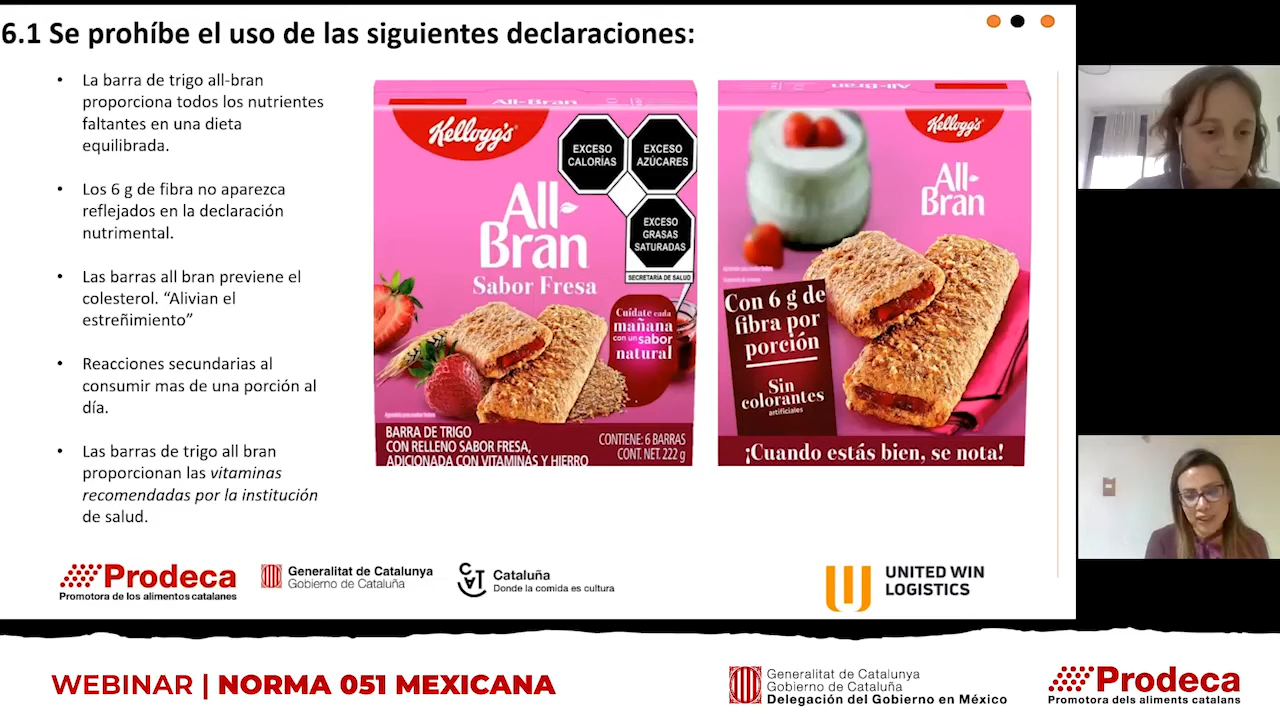 6.1 Se prohíbe el uso de las siguientes declaraciones:
• La barra de trigo all-bran
proporciona todos los nutrientes
faltantes en una dieta
equilibrada.
• Los 6 g de fibra no aparezca
reflejados en la declaración
nutrimental.
• Las barras all bran previene el
colesterol. “Alivian el
estreñimiento”
• Reacciones secundarias al
consumir mas de una porción al
día.
• Las barras de trigo all bran
proporcionan las vitaminas
recomendadas por la institución
de salud.
All-Bran
Kellogg's
EXCESO
CALORÍAS
EXCESO
AZÚCARES
EXCESO
GRASAS
SATURADAS
SECRETARÍA DE SALUD
All-
Bran
Sabor Fresa
Cuídate cada
mañana
con un sabor
natural
BARRA DE TRIGO
CON RELLENO SABOR FRESA,
ADICIONADA CON VITAMINAS Y HIERRO
CONTIENE: 6 BARRAS
CONT. NET. 222 g
All-Bran
Kellogg's
All-
Bran
Con 6 g de
fibra por
porción
Sin
colorantes
artificiales
¡Cuando estás bien, se nota!
Prodeca
Promotora de los alimentos catalanes
Generalitat de Catalunya
Gobierno de Cataluña
CAT
Cataluña
Donde la comida es cultura
UNITED WIN
LOGISTICS
WEBINAR | NORMA 051 MEXICANA
Generalitat de Catalunya
Gobierno de Cataluña
Delegación del Gobierno en México
Prodeca
Promotora dels aliments catalans